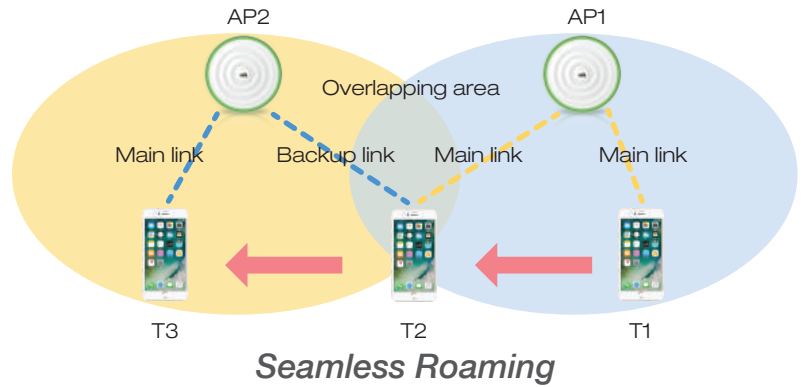 AP2
AP1
Overlapping area
Main link
Backup link
Main link
Main link
T3
T2
T1
Seamless Roaming